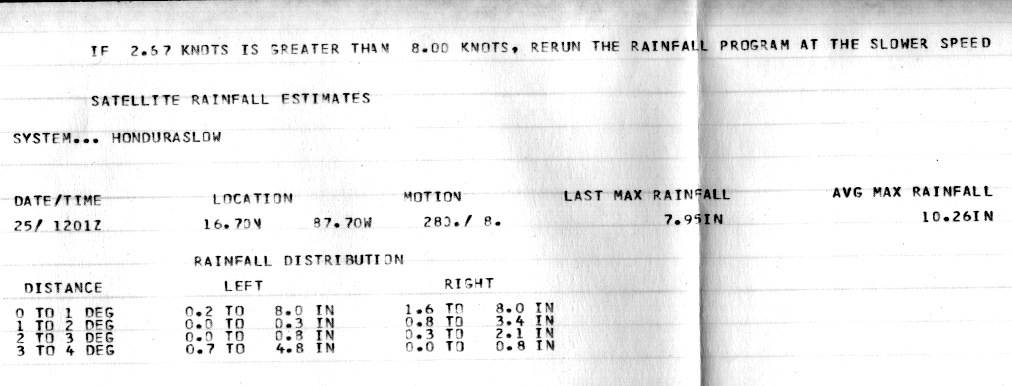 IF 2.67 KNOTS IS GREATER THAN 8.00 KNOTS, RERUN THE RAINFALL PROGRAM AT THE SLOWER SPEED
SATELLITE RAINFALL ESTIMATES
SYSTEM... HONDURASLOW
DATE/TIME LOCATION MOTION LAST MAX RAINFALL AVG MAX RAINFALL
25/ 1201Z 16.70N 87.70W 280./ 8. 7.95IN 10.26IN
RAINFALL DISTRIBUTION
DISTANCE LEFT RIGHT
0 TO 1 DEG 0.2 TO 8.0 IN 1.6 TO 8.0 IN
1 TO 2 DEG 0.0 TO 0.3 IN 0.8 TO 3.4 IN
2 TO 3 DEG 0.0 TO 0.8 IN 0.3 TO 2.1 IN
3 TO 4 DEG 0.7 TO 4.8 IN 0.0 TO 0.8 IN